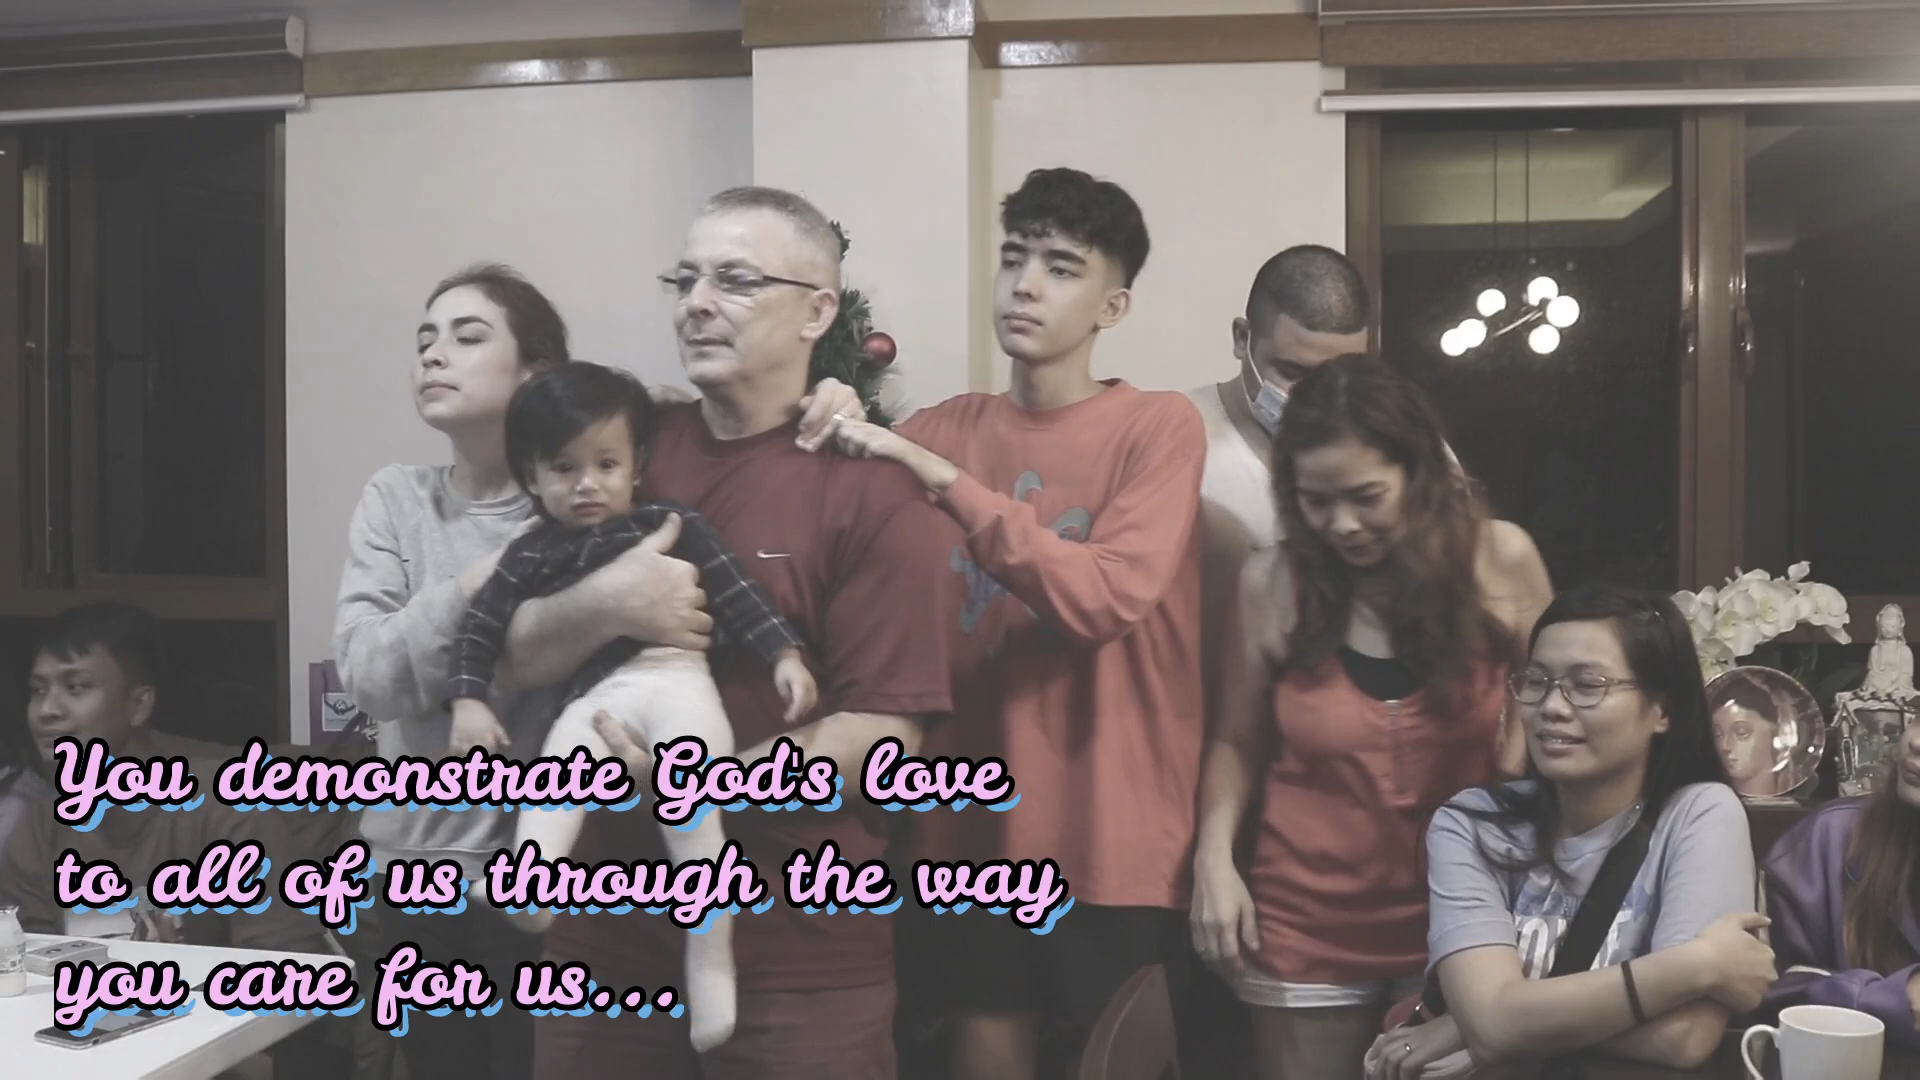 You demonstrate God's love
to all of us through the way
you care for us...